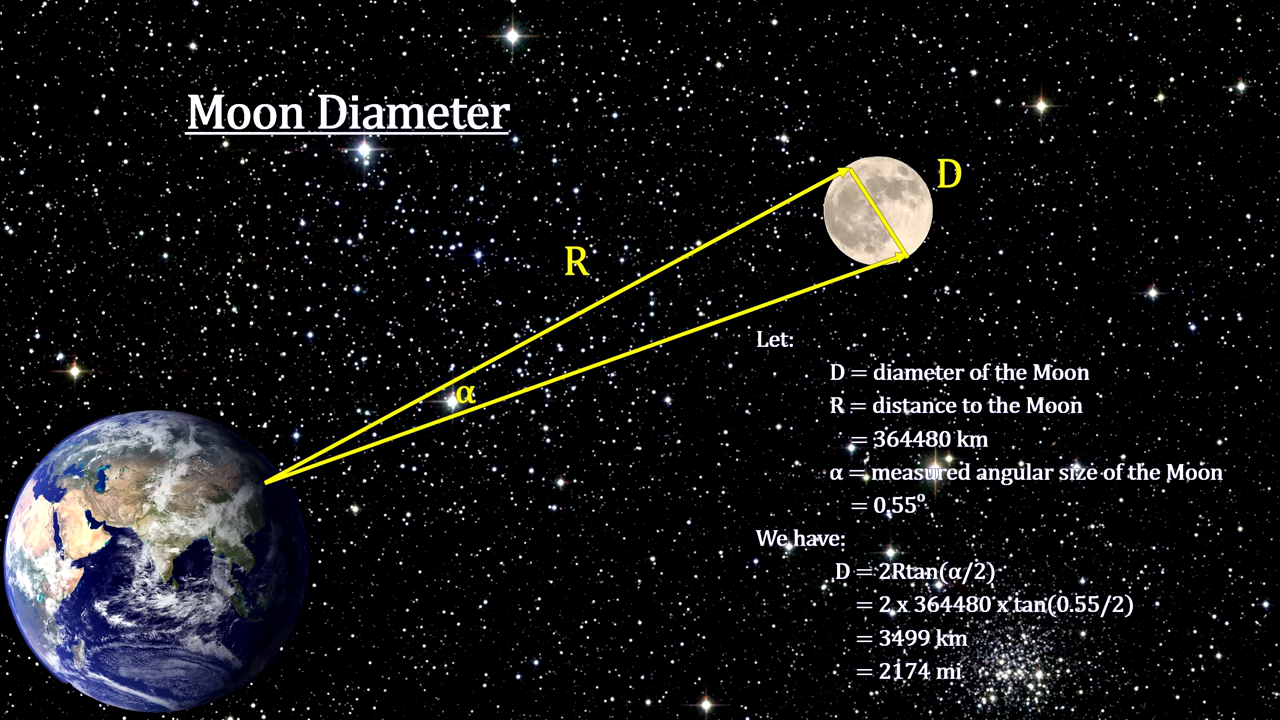 Moon Diameter
D
R
α
Let:
D = diameter of the Moon
R = distance to the Moon
= 364480 km
α = measured angular size of the Moon
= 0.55º
We have:
D = 2Rtan(α/2)
= 2 x 364480 x tan(0.55/2)
= 3499 km
= 2174 mi